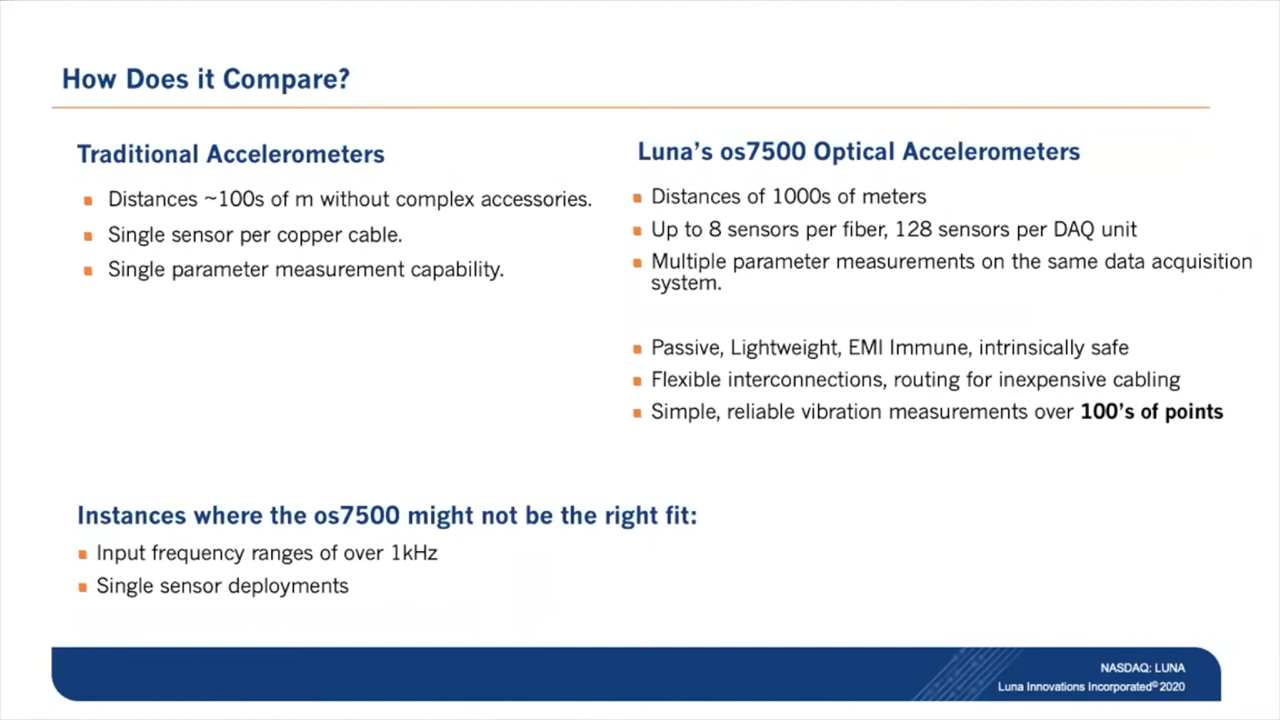 How Does it Compare?
Traditional Accelerometers
Distances ~100s of m without complex accessories.
Single sensor per copper cable.
Single parameter measurement capability.
Luna’s os7500 Optical Accelerometers
Distances of 1000s of meters
Up to 8 sensors per fiber, 128 sensors per DAQ unit
Multiple parameter measurements on the same data acquisition
system.
Passive, Lightweight, EMI Immune, intrinsically safe
Flexible interconnections, routing for inexpensive cabling
Simple, reliable vibration measurements over 100’s of points
Instances where the os7500 might not be the right fit:
Input frequency ranges of over 1kHz
Single sensor deployments
NASDAQ: LUNA
Luna Innovations Incorporated© 2020